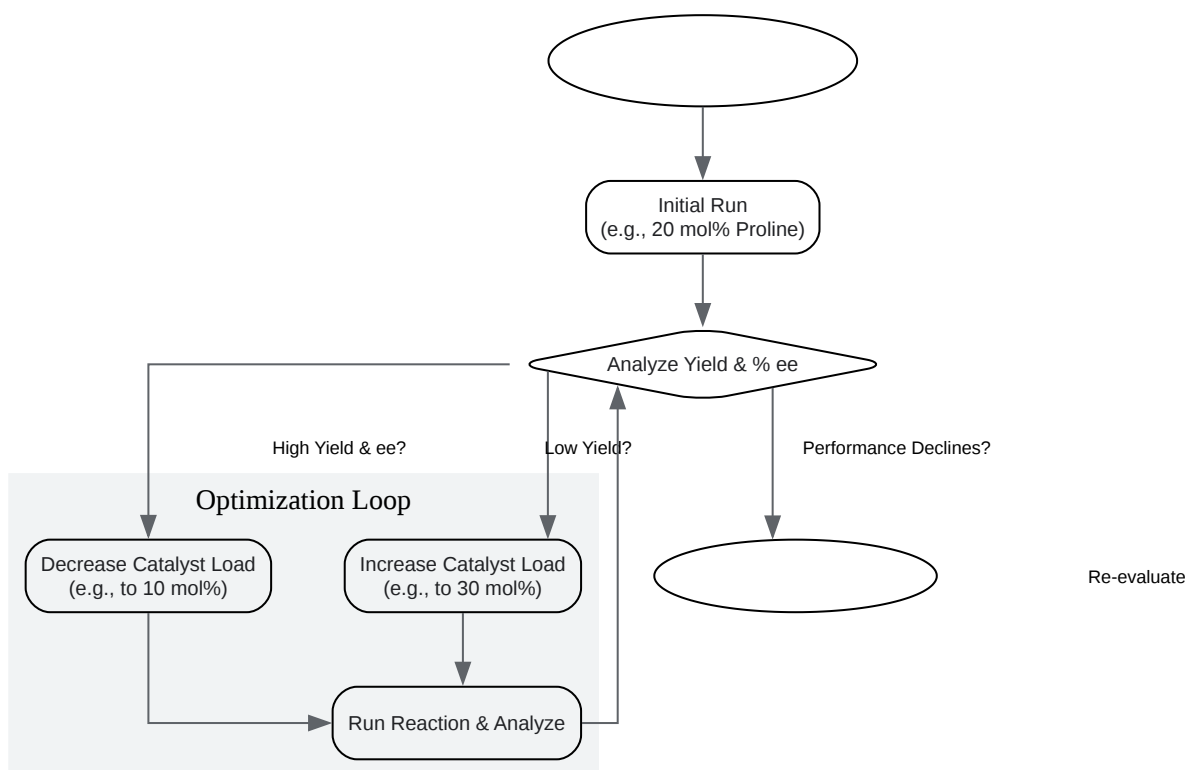 Initial Run
(e.g., 20 mol% Proline)
Analyze Yield & % ee
High Yield & ee?
Low Yield?
Performance Declines?
Optimization Loop
Decrease Catalyst Load
(e.g., to 10 mol%)
Increase Catalyst Load
(e.g., to 30 mol%)
Re-evaluate
Run Reaction & Analyze